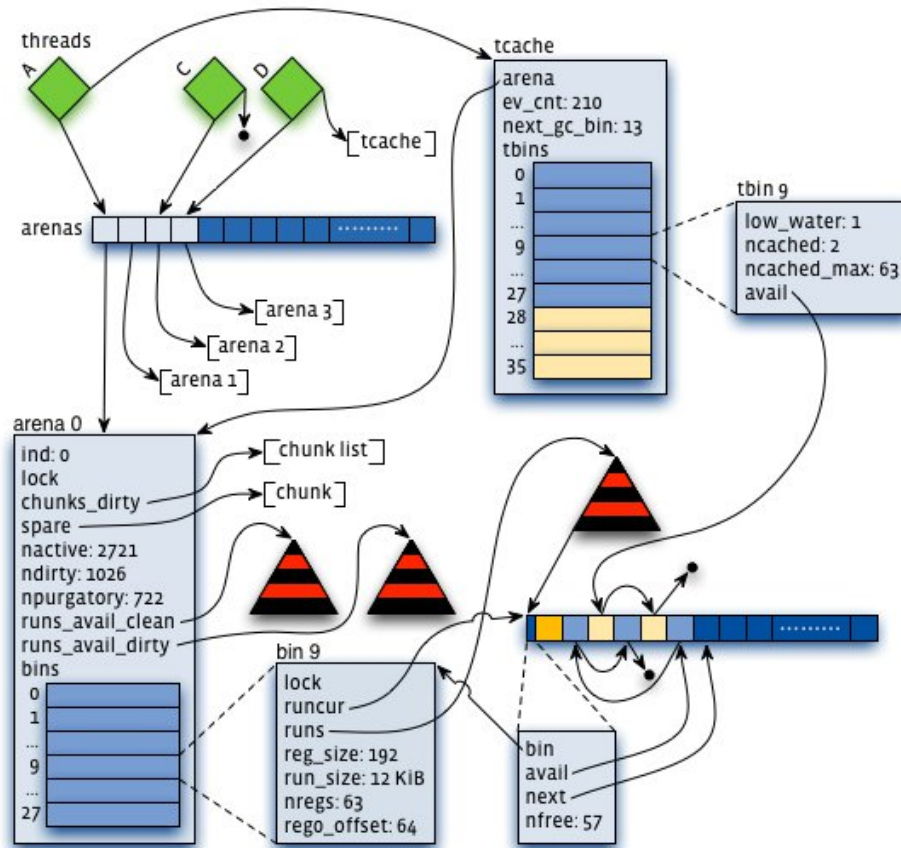 threads
A
C
D
[tcache]
arenas
[arena 3]
[arena 2]
[arena 1]
tcache
arena
ev_cnt: 210
next_gc_bin: 13
tbins
0
1
...
9
...
27
28
...
35
tbin 9
low_water: 1
ncached: 2
ncached_max: 63
avail
arena 0
ind: 0
lock
chunks_dirty
spare
nactive: 2721
ndirty: 1026
npurgatory: 722
runs_avail_clean
runs_avail_dirty
bins
0
1
...
9
...
27
[chunk list]
[chunk]
bin 9
lock
runcur
runs
reg_size: 192
run_size: 12 KiB
nregs: 63
reg0_offset: 64
bin
avail
next
nfree: 57